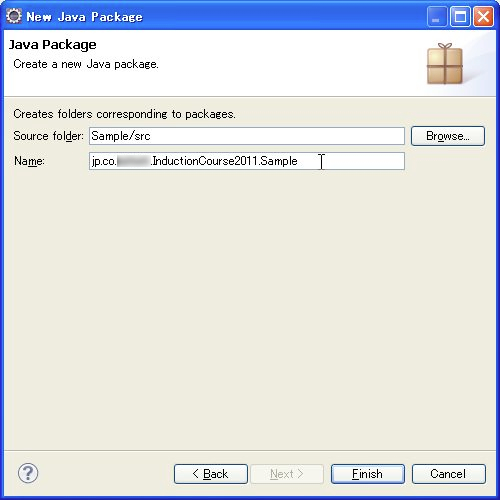 New Java Package
Java Package
Create a new Java package.
Creates folders corresponding to packages.
Source folder: Sample/src Browse...
Name: jp.co. .InductionCourse2011.Sample
? < Back Next > Finish Cancel